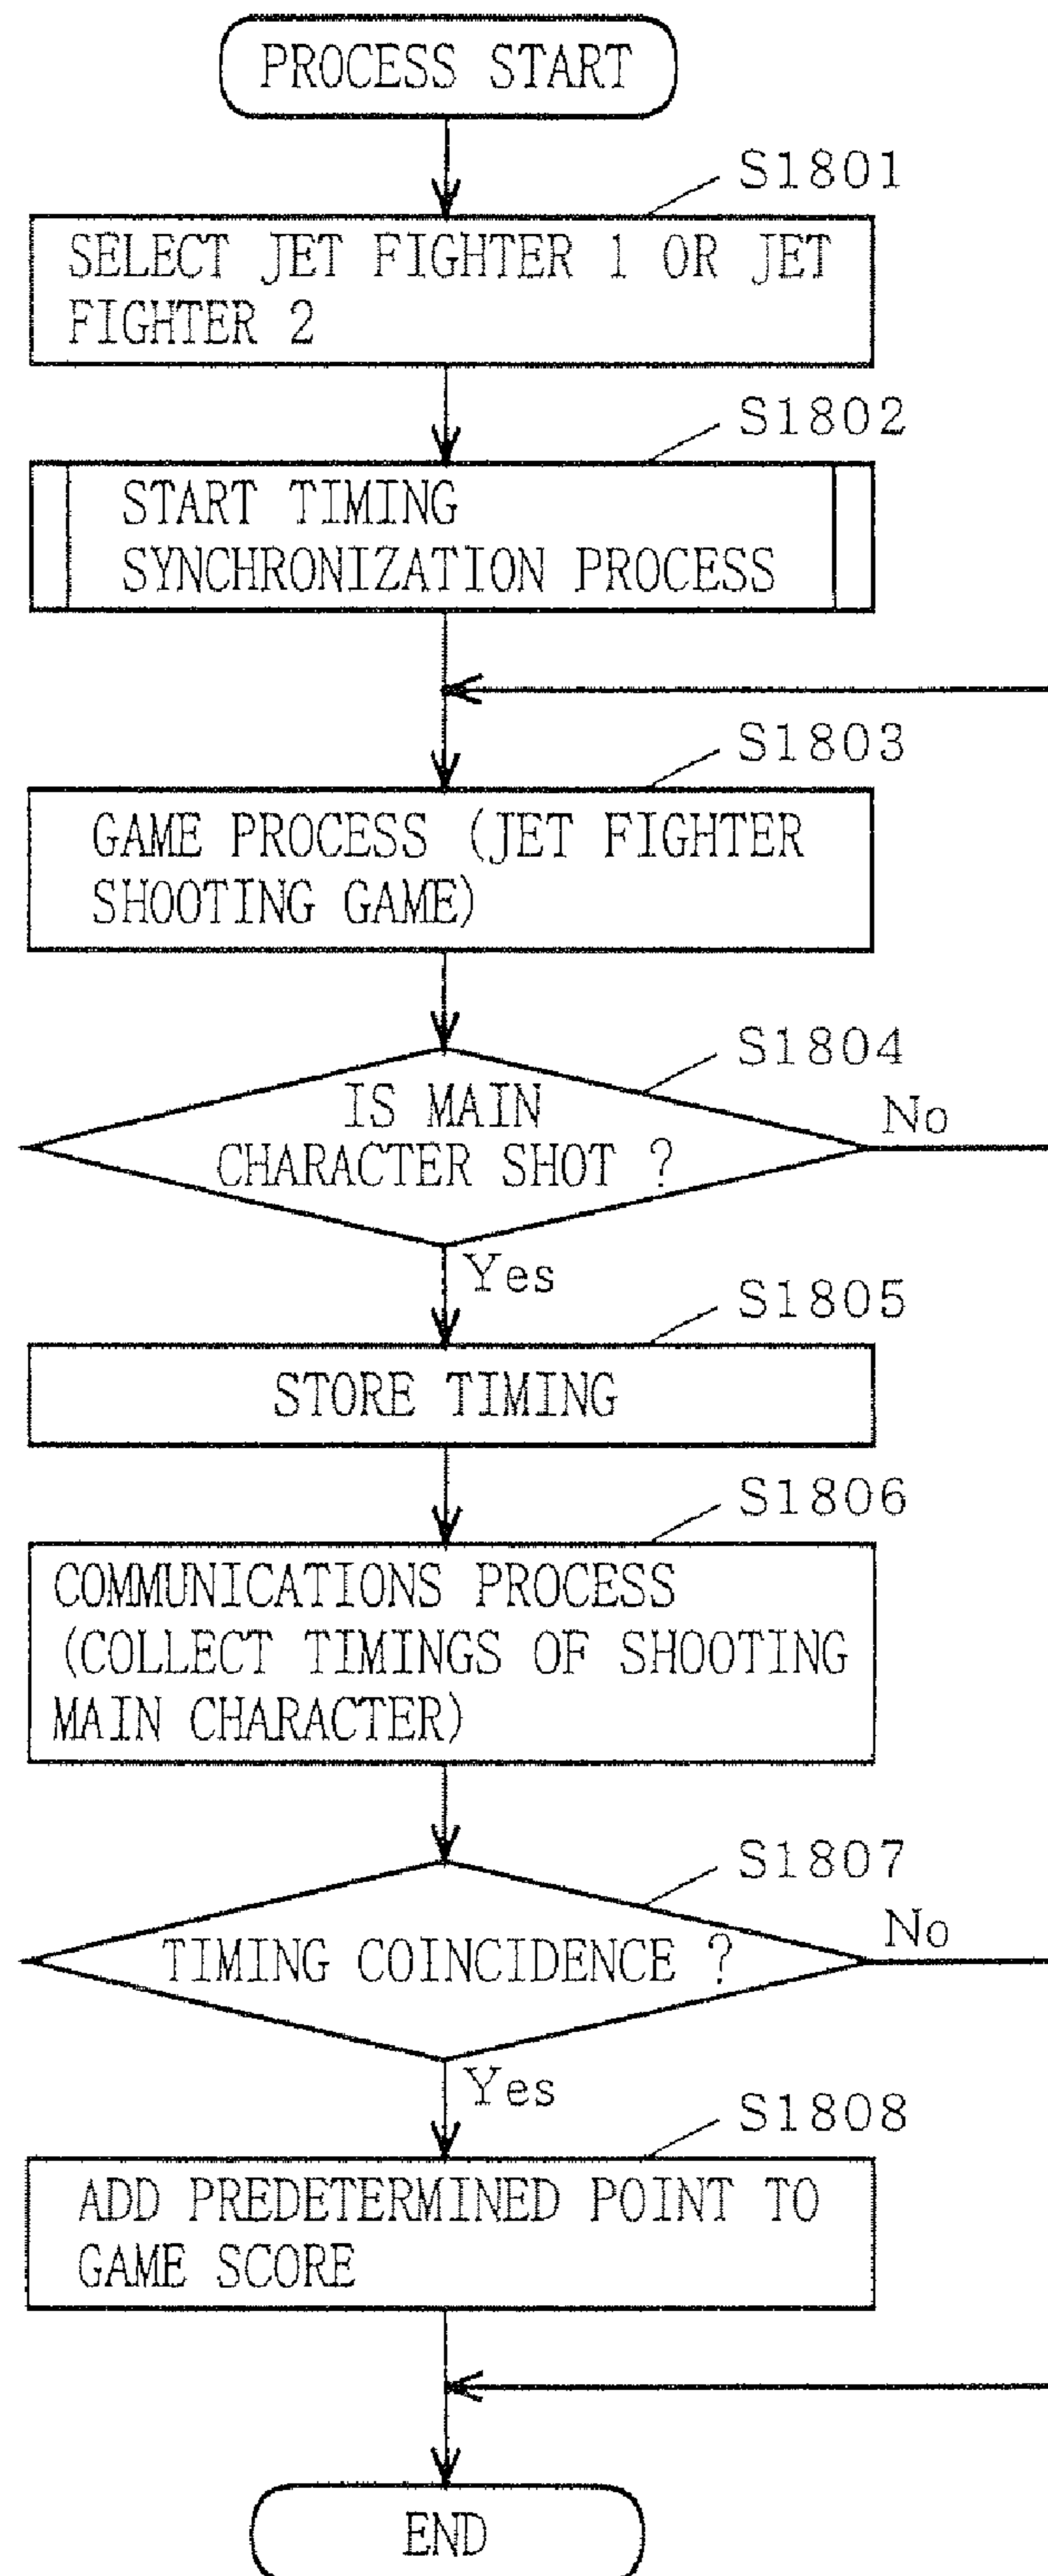 PROCESS START
S1801
SELECT JET FIGHTER 1 OR JET
FIGHTER 2
S1802
START TIMING
SYNCHRONIZATION PROCESS
S1803
GAME PROCESS (JET FIGHTER
SHOOTING GAME)
S1804
IS MAIN
CHARACTER SHOT ?
No
Yes
S1805
STORE TIMING
S1806
COMMUNICATIONS PROCESS
(COLLECT TIMINGS OF SHOOTING
MAIN CHARACTER)
S1807
TIMING COINCIDENCE ?
No
Yes
S1808
ADD PREDETERMINED POINT TO
GAME SCORE
END